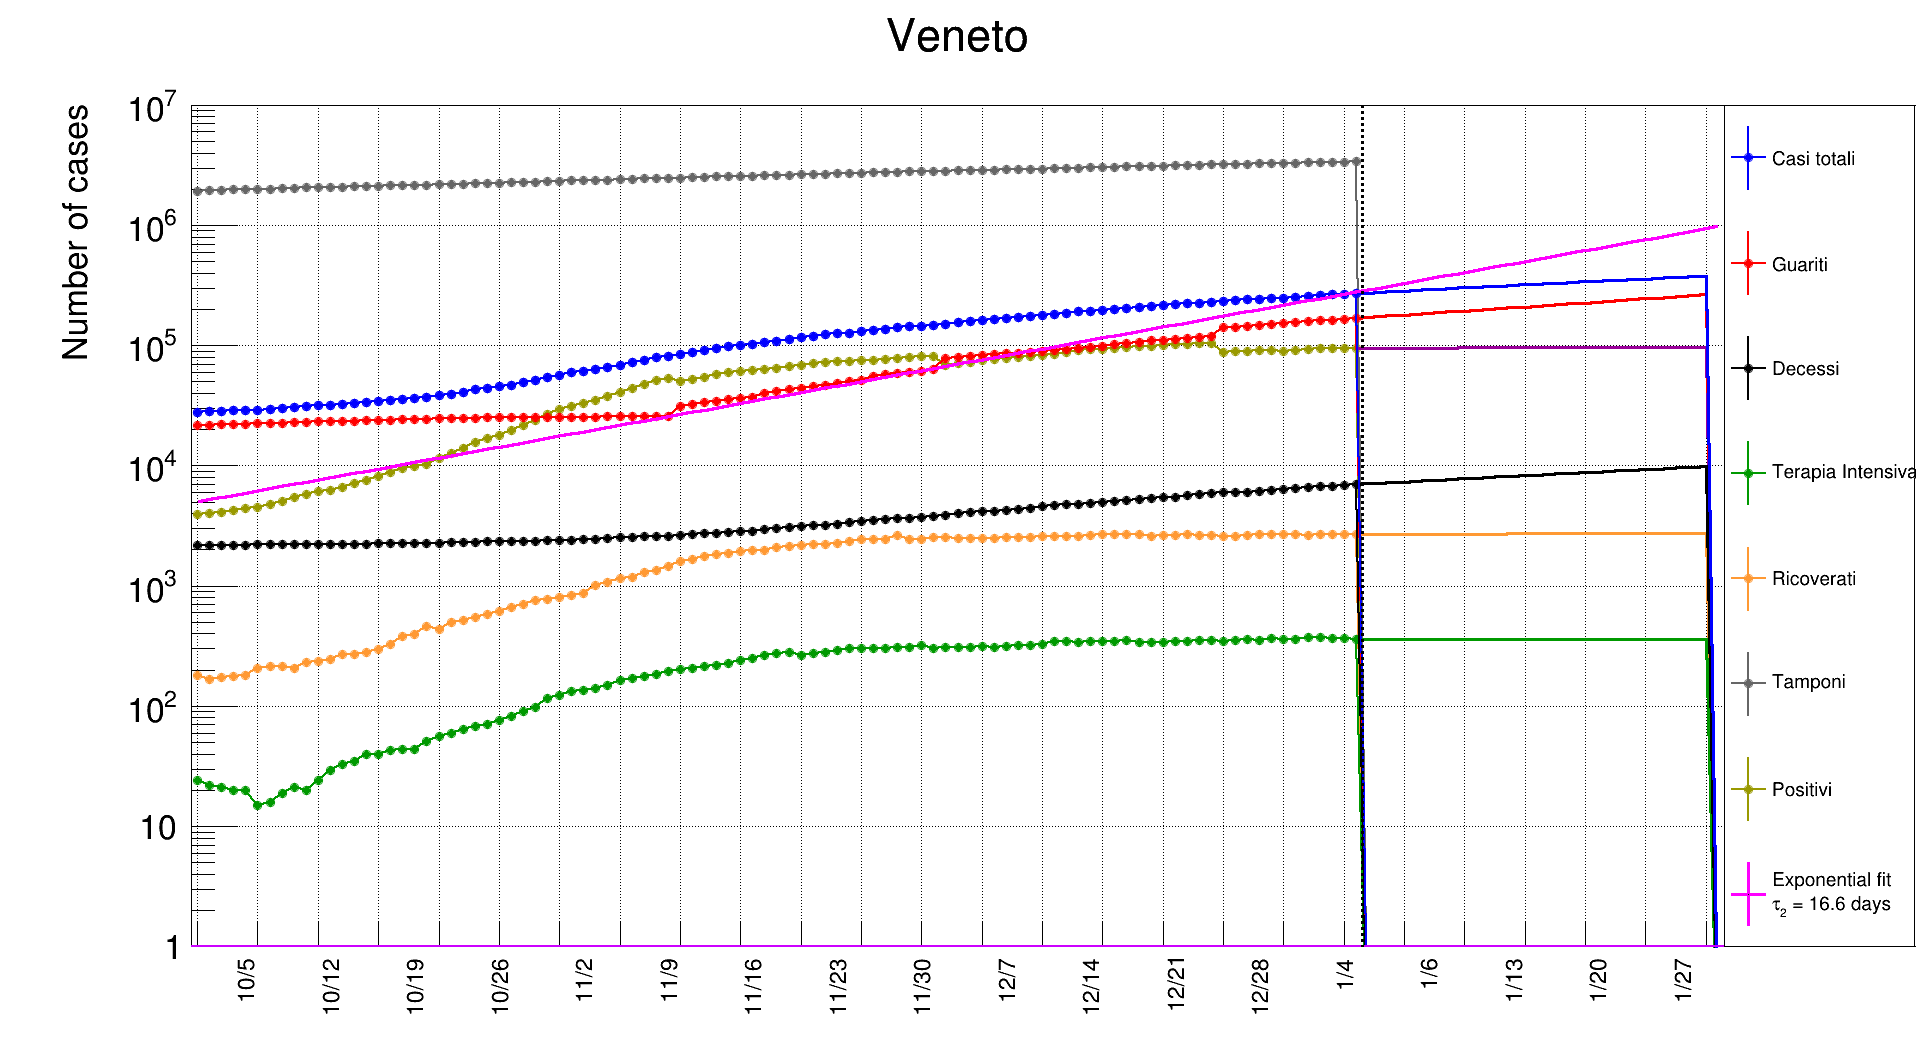 Veneto
Number of cases
10^7
10^6
10^5
10^4
10^3
10^2
10
1
10/5 10/12 10/19 10/26 11/2 11/9 11/16 11/23 11/30 12/7 12/14 12/21 12/28 1/4 1/6 1/13 1/20 1/27
Casi totali
Guariti
Decessi
Terapia Intensiva
Ricoverati
Tamponi
Positivi
Exponential fit
τ₂ = 16.6 days